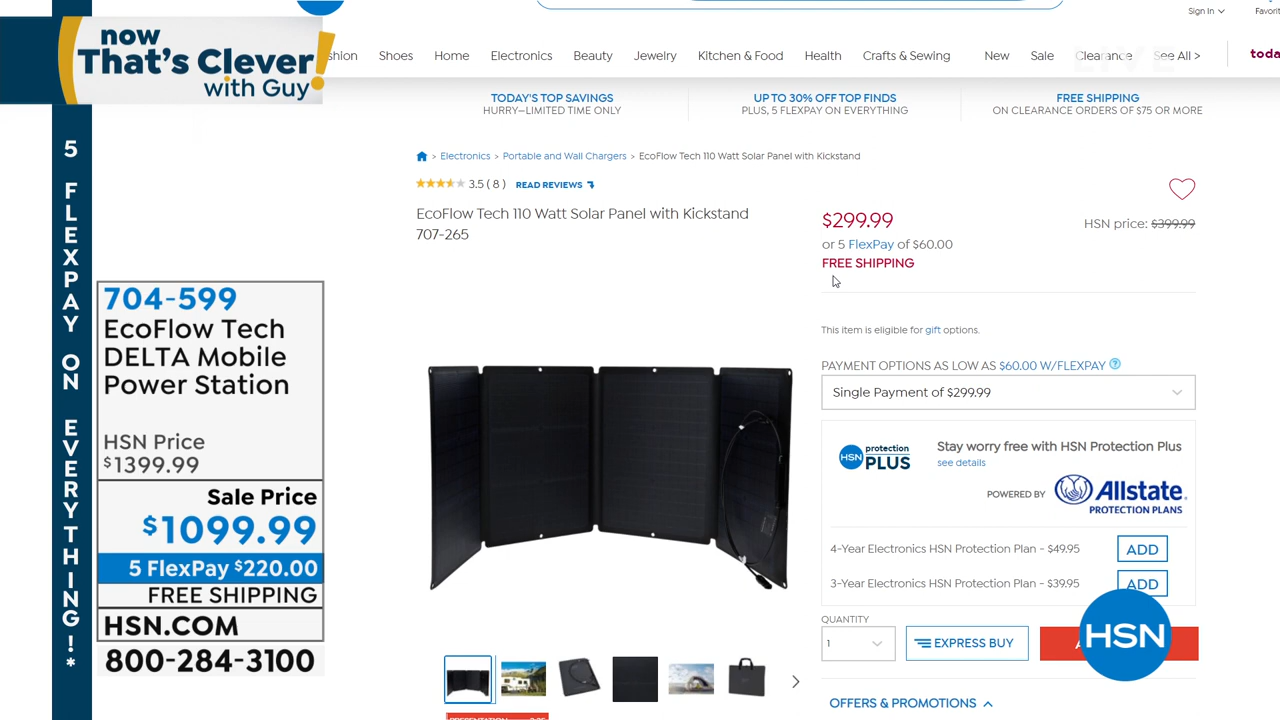 now
That's Clever!
with Guy
Sign In
shion
Shoes
Home
Electronics
Beauty
Jewelry
Kitchen & Food
Health
Crafts & Sewing
New
Sale
Clearance
See All >
LIVE
TODAY'S TOP SAVINGS
HURRY—LIMITED TIME ONLY
UP TO 30% OFF TOP FINDS
PLUS, 5 FLEXPAY ON EVERYTHING
FREE SHIPPING
ON CLEARANCE ORDERS OF $75 OR MORE
5 FLEXPAY ON EVERYTHING!*
704-599
EcoFlow Tech
DELTA Mobile
Power Station
HSN Price
$1399.99
Sale Price
$1099.99
5 FlexPay $220.00
FREE SHIPPING
HSN.COM
800-284-3100
> Electronics > Portable and Wall Chargers > EcoFlow Tech 110 Watt Solar Panel with Kickstand
3.5 ( 8 ) READ REVIEWS
EcoFlow Tech 110 Watt Solar Panel with Kickstand
707-265
$299.99
HSN price: $399.99
or 5 FlexPay of $60.00
FREE SHIPPING
This item is eligible for gift options.
PAYMENT OPTIONS AS LOW AS $60.00 W/FLEXPAY ?
Single Payment of $299.99
HSN protection PLUS
Stay worry free with HSN Protection Plus
see details
POWERED BY
Allstate
PROTECTION PLANS
4-Year Electronics HSN Protection Plan - $49.95
ADD
3-Year Electronics HSN Protection Plan - $39.95
ADD
QUANTITY
1
EXPRESS BUY
HSN
OFFERS & PROMOTIONS